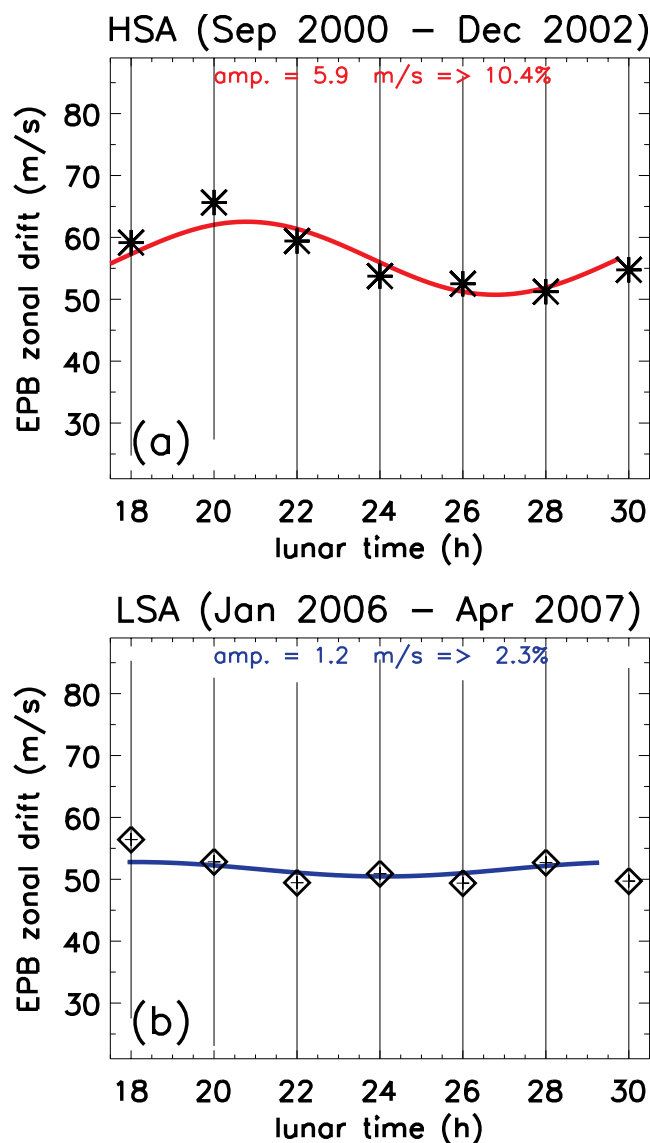 HSA (Sep 2000 – Dec 2002)
amp. = 5.9 m/s => 10.4%
EPB zonal drift (m/s)
80
70
60
50
40
30
(a)
18 20 22 24 26 28 30
lunar time (h)
LSA (Jan 2006 – Apr 2007)
amp. = 1.2 m/s => 2.3%
EPB zonal drift (m/s)
80
70
60
50
40
30
(b)
18 20 22 24 26 28 30
lunar time (h)